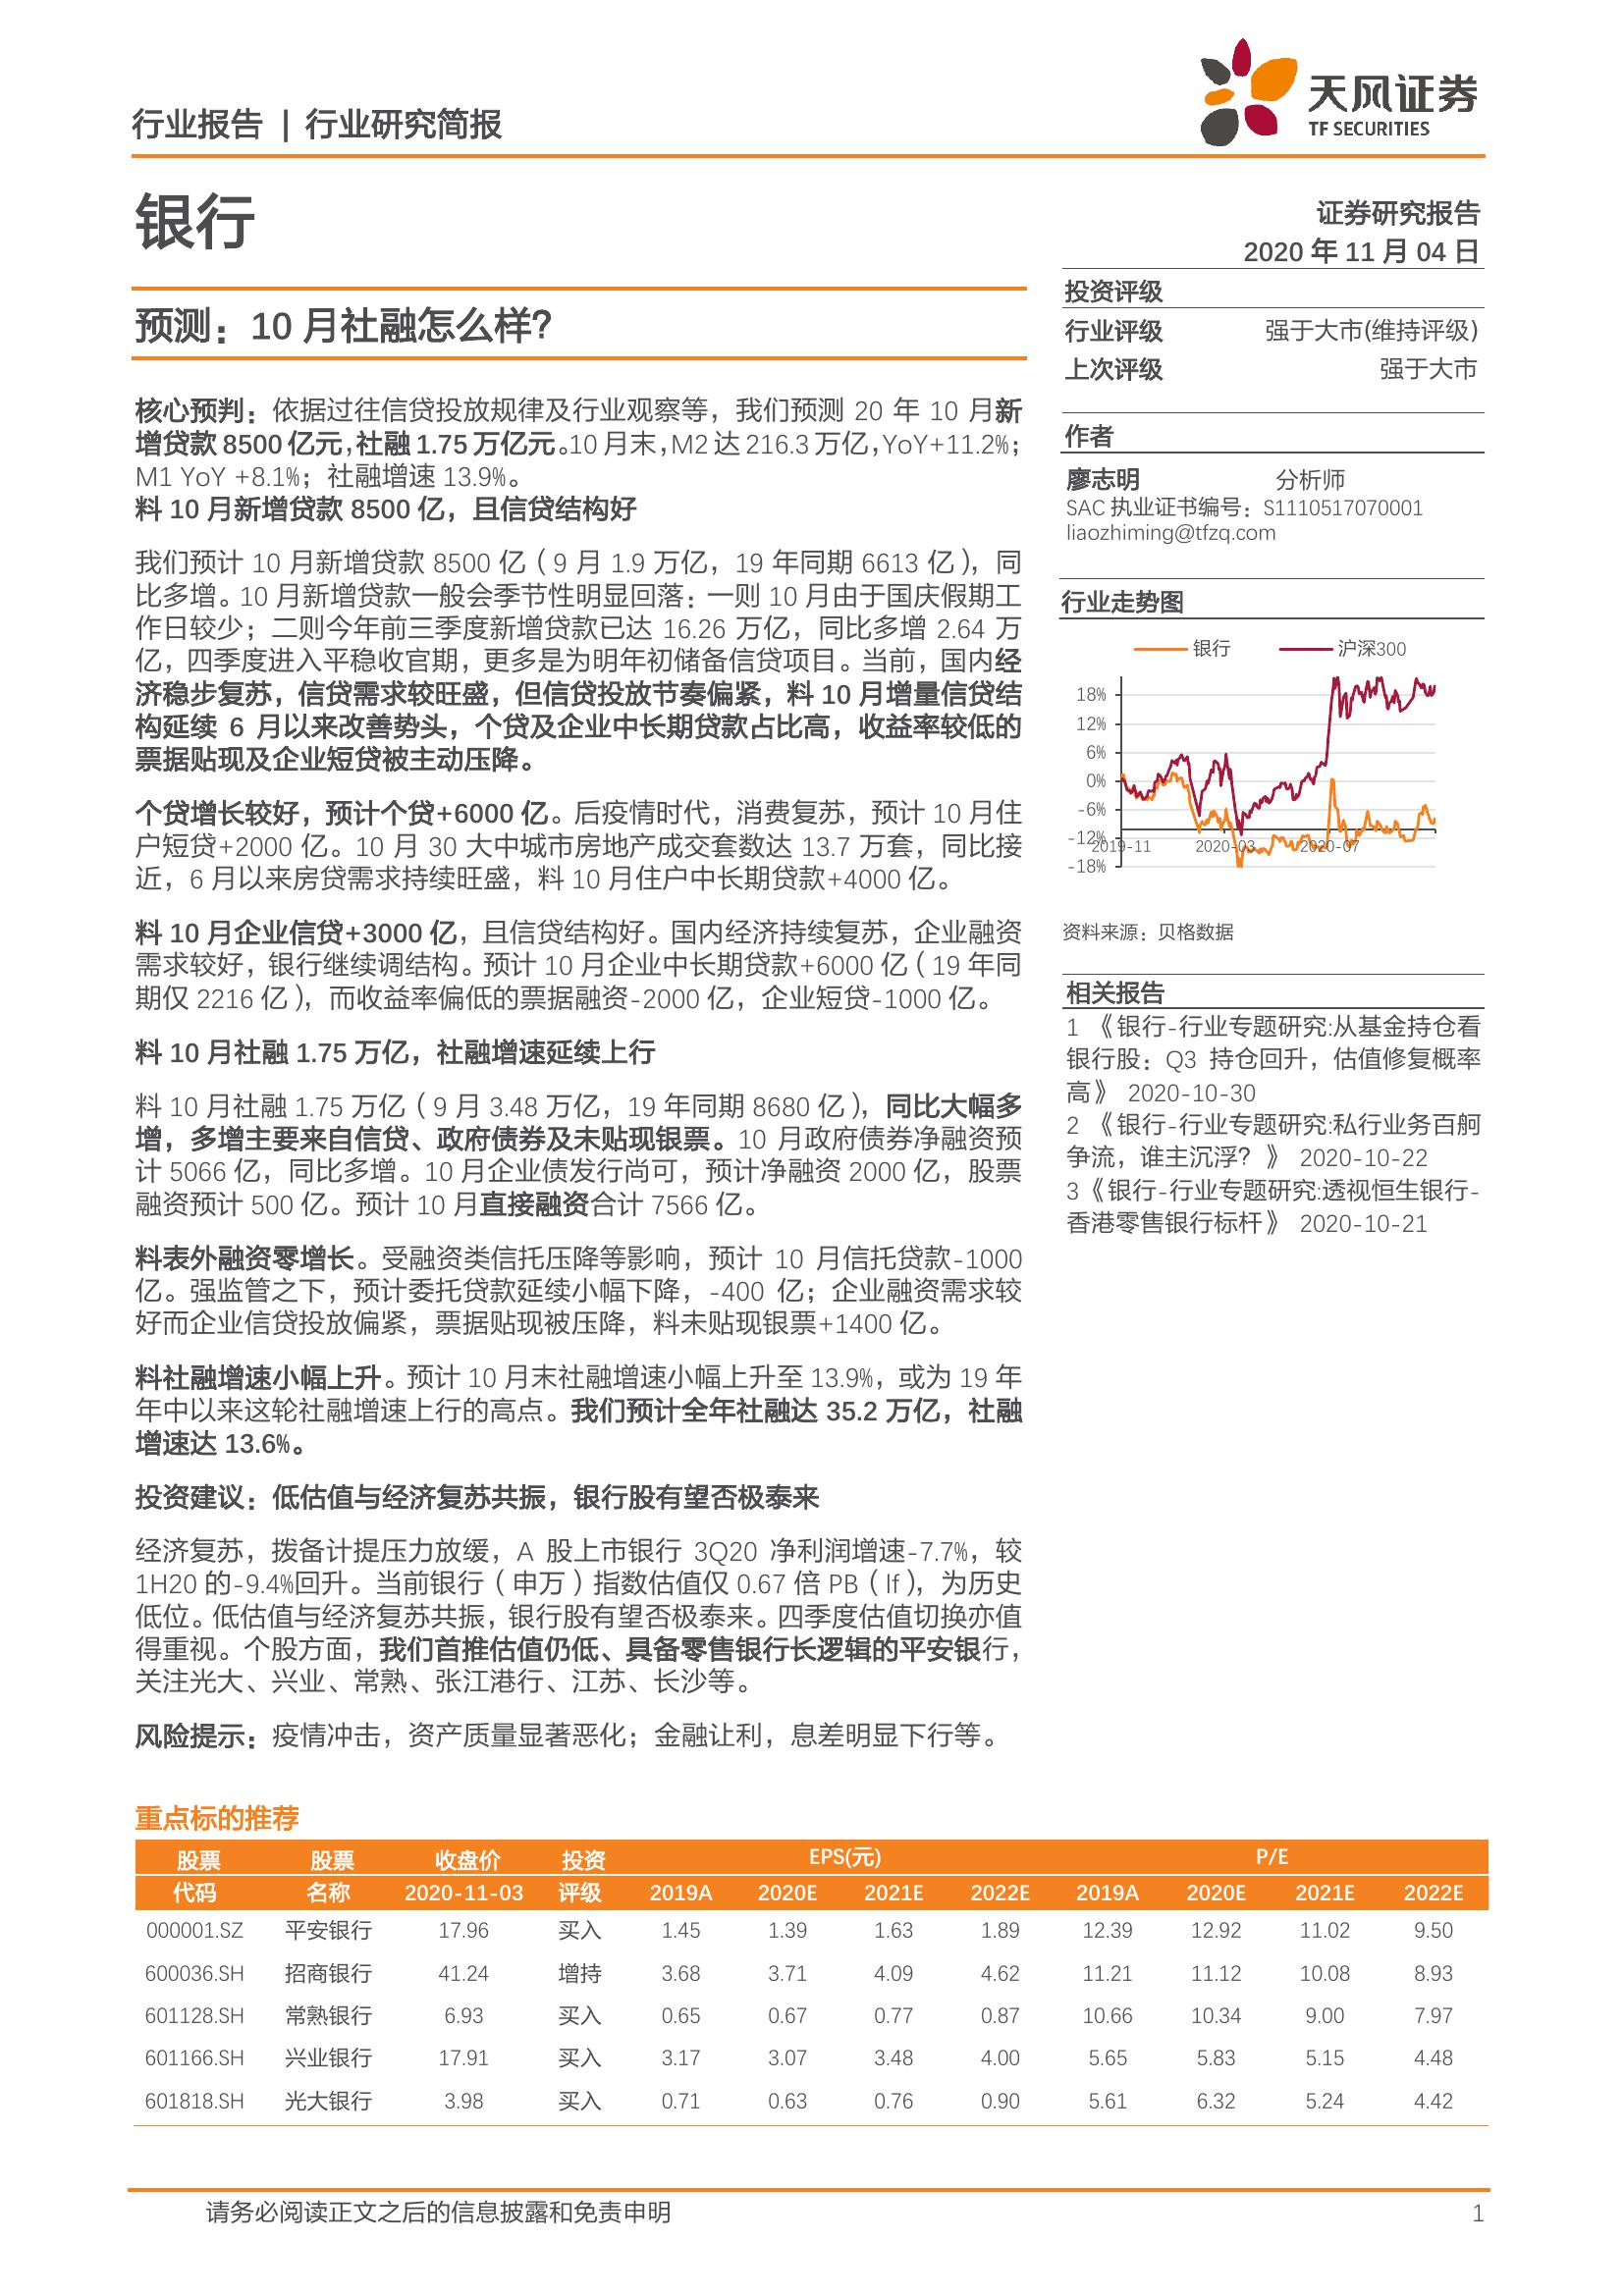 行业报告 | 行业研究简报
天风证券
TF SECURITIES
银行
证券研究报告
2020 年 11 月 04 日
预测：10 月社融怎么样？
核心预判：依据过往信贷投放规律及行业观察等，我们预测 20 年 10 月新
增贷款 8500 亿元，社融 1.75 万亿元。10 月末，M2 达 216.3 万亿，YoY+11.2%；
M1 YoY +8.1%；社融增速 13.9%。
料 10 月新增贷款 8500 亿，且信贷结构好
我们预计 10 月新增贷款 8500 亿（9 月 1.9 万亿，19 年同期 6613 亿），同
比多增。10 月新增贷款一般会季节性明显回落：一则 10 月由于国庆假期工
作日较少；二则今年前三季度新增贷款已达 16.26 万亿，同比多增 2.64 万
亿，四季度进入平稳收官期，更多是为明年初储备信贷项目。当前，国内经
济稳步复苏，信贷需求较旺盛，但信贷投放节奏偏紧，料 10 月增量信贷结
构延续 6 月以来改善势头，个贷及企业中长期贷款占比高，收益率较低的
票据贴现及企业短贷被主动压降。
个贷增长较好，预计个贷+6000 亿。后疫情时代，消费复苏，预计 10 月住
户短贷+2000 亿。10 月 30 大中城市房地产成交套数达 13.7 万套，同比接
近，6 月以来房贷需求持续旺盛，料 10 月住户中长期贷款+4000 亿。
料 10 月企业信贷+3000 亿，且信贷结构好。国内经济持续复苏，企业融资
需求较好，银行继续调结构。预计 10 月企业中长期贷款+6000 亿（19 年同
期仅 2216 亿），而收益率偏低的票据融资-2000 亿，企业短贷-1000 亿。
料 10 月社融 1.75 万亿，社融增速延续上行
料 10 月社融 1.75 万亿（9 月 3.48 万亿，19 年同期 8680 亿），同比大幅多
增，多增主要来自信贷、政府债券及未贴现银票。10 月政府债券净融资预
计 5066 亿，同比多增。10 月企业债发行尚可，预计净融资 2000 亿，股票
融资预计 500 亿。预计 10 月直接融资合计 7566 亿。
料表外融资零增长。受融资类信托压降等影响，预计 10 月信托贷款-1000
亿。强监管之下，预计委托贷款延续小幅下降，-400 亿；企业融资需求较
好而企业信贷投放偏紧，票据贴现被压降，料未贴现银票+1400 亿。
料社融增速小幅上升。预计 10 月末社融增速小幅上升至 13.9%，或为 19 年
年中以来这轮社融增速上行的高点。我们预计全年社融达 35.2 万亿，社融
增速达 13.6%。
投资建议：低估值与经济复苏共振，银行股有望否极泰来
经济复苏，拨备计提压力放缓，A 股上市银行 3Q20 净利润增速-7.7%，较
1H20 的-9.4%回升。当前银行（申万）指数估值仅 0.67 倍 PB（lf），为历史
低位。低估值与经济复苏共振，银行股有望否极泰来。四季度估值切换亦值
得重视。个股方面，我们首推估值仍低、具备零售银行长逻辑的平安银行，
关注光大、兴业、常熟、张江港行、江苏、长沙等。
风险提示：疫情冲击，资产质量显著恶化；金融让利，息差明显下行等。
投资评级
行业评级 强于大市(维持评级)
上次评级 强于大市
作者
廖志明 分析师
SAC 执业证书编号：S1110517070001
liaozhiming@tfzq.com
行业走势图
银行 沪深300
18%
12%
6%
0%
-6%
-12%
-18%
2019-11 2020-03 2020-07
资料来源：贝格数据
相关报告
1 《银行-行业专题研究:从基金持仓看
银行股：Q3 持仓回升，估值修复概率
高》 2020-10-30
2 《银行-行业专题研究:私行业务百舸
争流，谁主沉浮？》 2020-10-22
3《银行-行业专题研究:透视恒生银行-
香港零售银行标杆》 2020-10-21
重点标的推荐
股票 股票 收盘价 投资 EPS(元) P/E
代码 名称 2020-11-03 评级 2019A 2020E 2021E 2022E 2019A 2020E 2021E 2022E
000001.SZ 平安银行 17.96 买入 1.45 1.39 1.63 1.89 12.39 12.92 11.02 9.50
600036.SH 招商银行 41.24 增持 3.68 3.71 4.09 4.62 11.21 11.12 10.08 8.93
601128.SH 常熟银行 6.93 买入 0.65 0.67 0.77 0.87 10.66 10.34 9.00 7.97
601166.SH 兴业银行 17.91 买入 3.17 3.07 3.48 4.00 5.65 5.83 5.15 4.48
601818.SH 光大银行 3.98 买入 0.71 0.63 0.76 0.90 5.61 6.32 5.24 4.42
请务必阅读正文之后的信息披露和免责申明 1